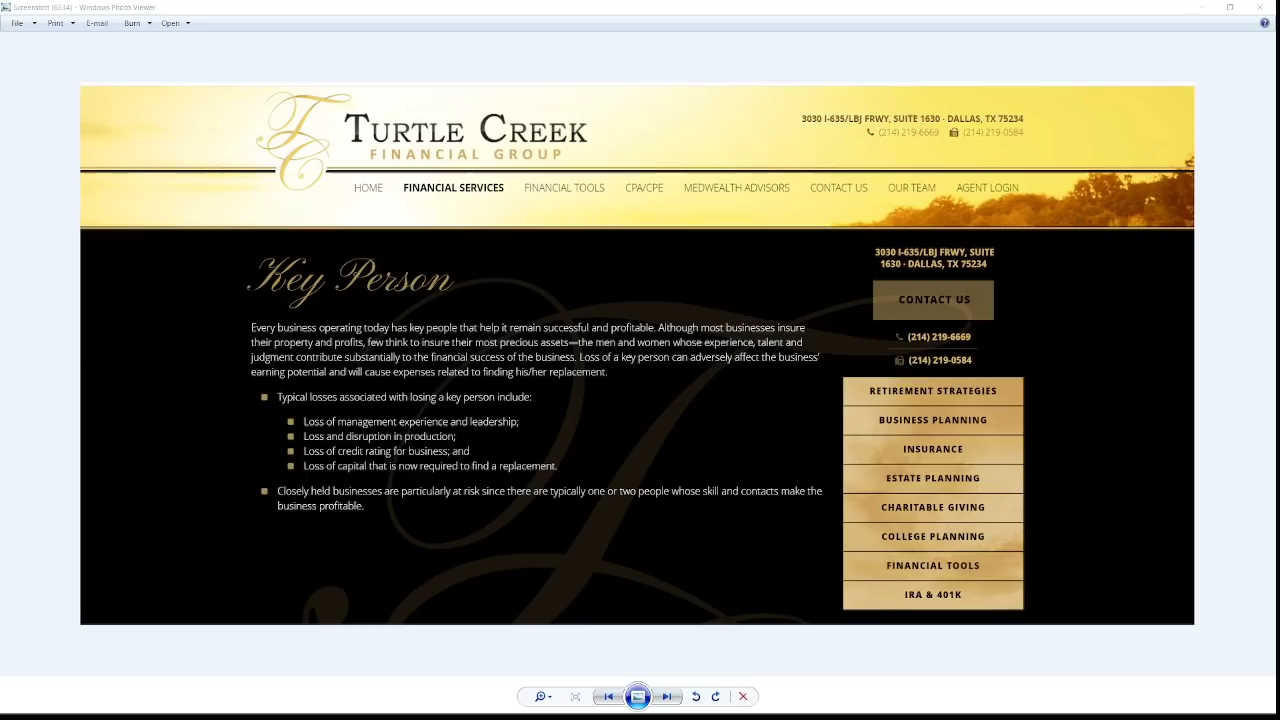 Screenshot (6534) - Windows Photo Viewer
File Print E-mail Burn Open
TC
TURTLE CREEK
FINANCIAL GROUP
3030 I-635/LBJ FRWY, SUITE 1630 · DALLAS, TX 75234
(214) 219-6669 (214) 219-0584
HOME FINANCIAL SERVICES FINANCIAL TOOLS CPA/CPE MEDWEALTH ADVISORS CONTACT US OUR TEAM AGENT LOGIN
Key Person
Every business operating today has key people that help it remain successful and profitable. Although most businesses insure
their property and profits, few think to insure their most precious assets—the men and women whose experience, talent and
judgment contribute substantially to the financial success of the business. Loss of a key person can adversely affect the business'
earning potential and will cause expenses related to finding his/her replacement.
Typical losses associated with losing a key person include:
Loss of management experience and leadership;
Loss and disruption in production;
Loss of credit rating for business; and
Loss of capital that is now required to find a replacement.
Closely held businesses are particularly at risk since there are typically one or two people whose skill and contacts make the
business profitable.
3030 I-635/LBJ FRWY, SUITE
1630 · DALLAS, TX 75234
CONTACT US
(214) 219-6669
(214) 219-0584
RETIREMENT STRATEGIES
BUSINESS PLANNING
INSURANCE
ESTATE PLANNING
CHARITABLE GIVING
COLLEGE PLANNING
FINANCIAL TOOLS
IRA & 401K